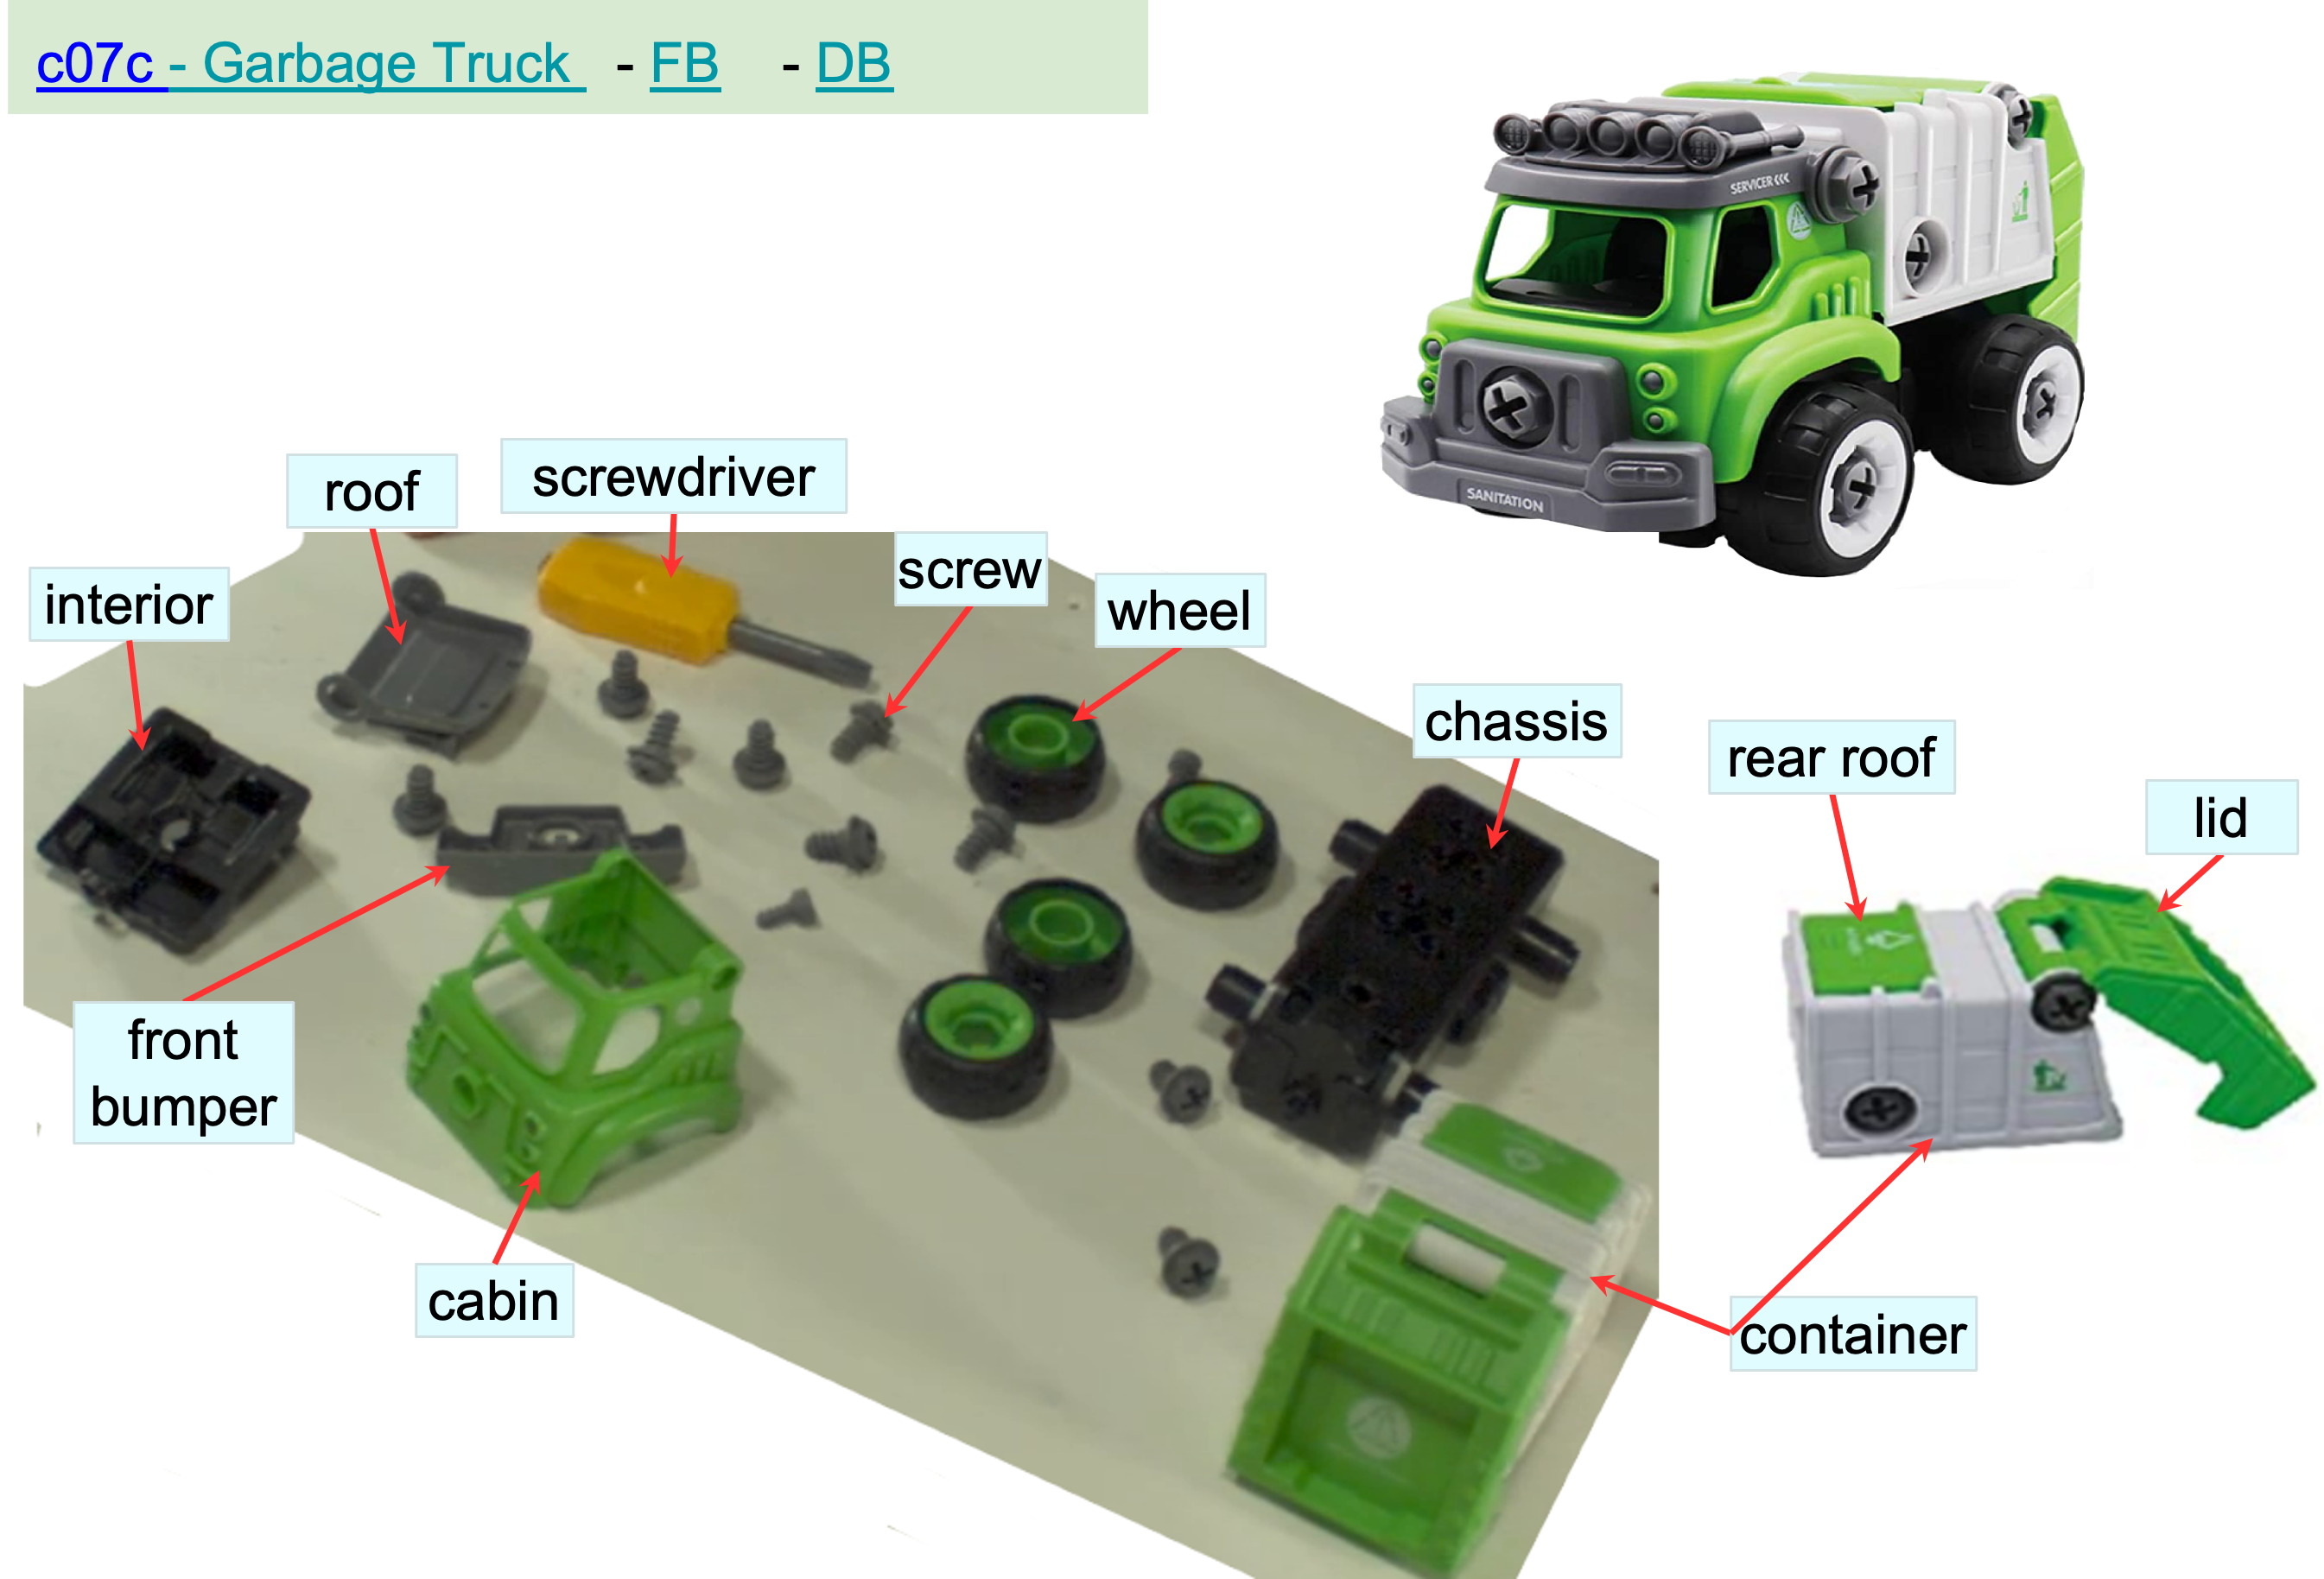 c07c - Garbage Truck - FB - DB
SERVICER
SANITATION
roof
screwdriver
screw
interior
wheel
chassis
rear roof
lid
front
bumper
cabin
container